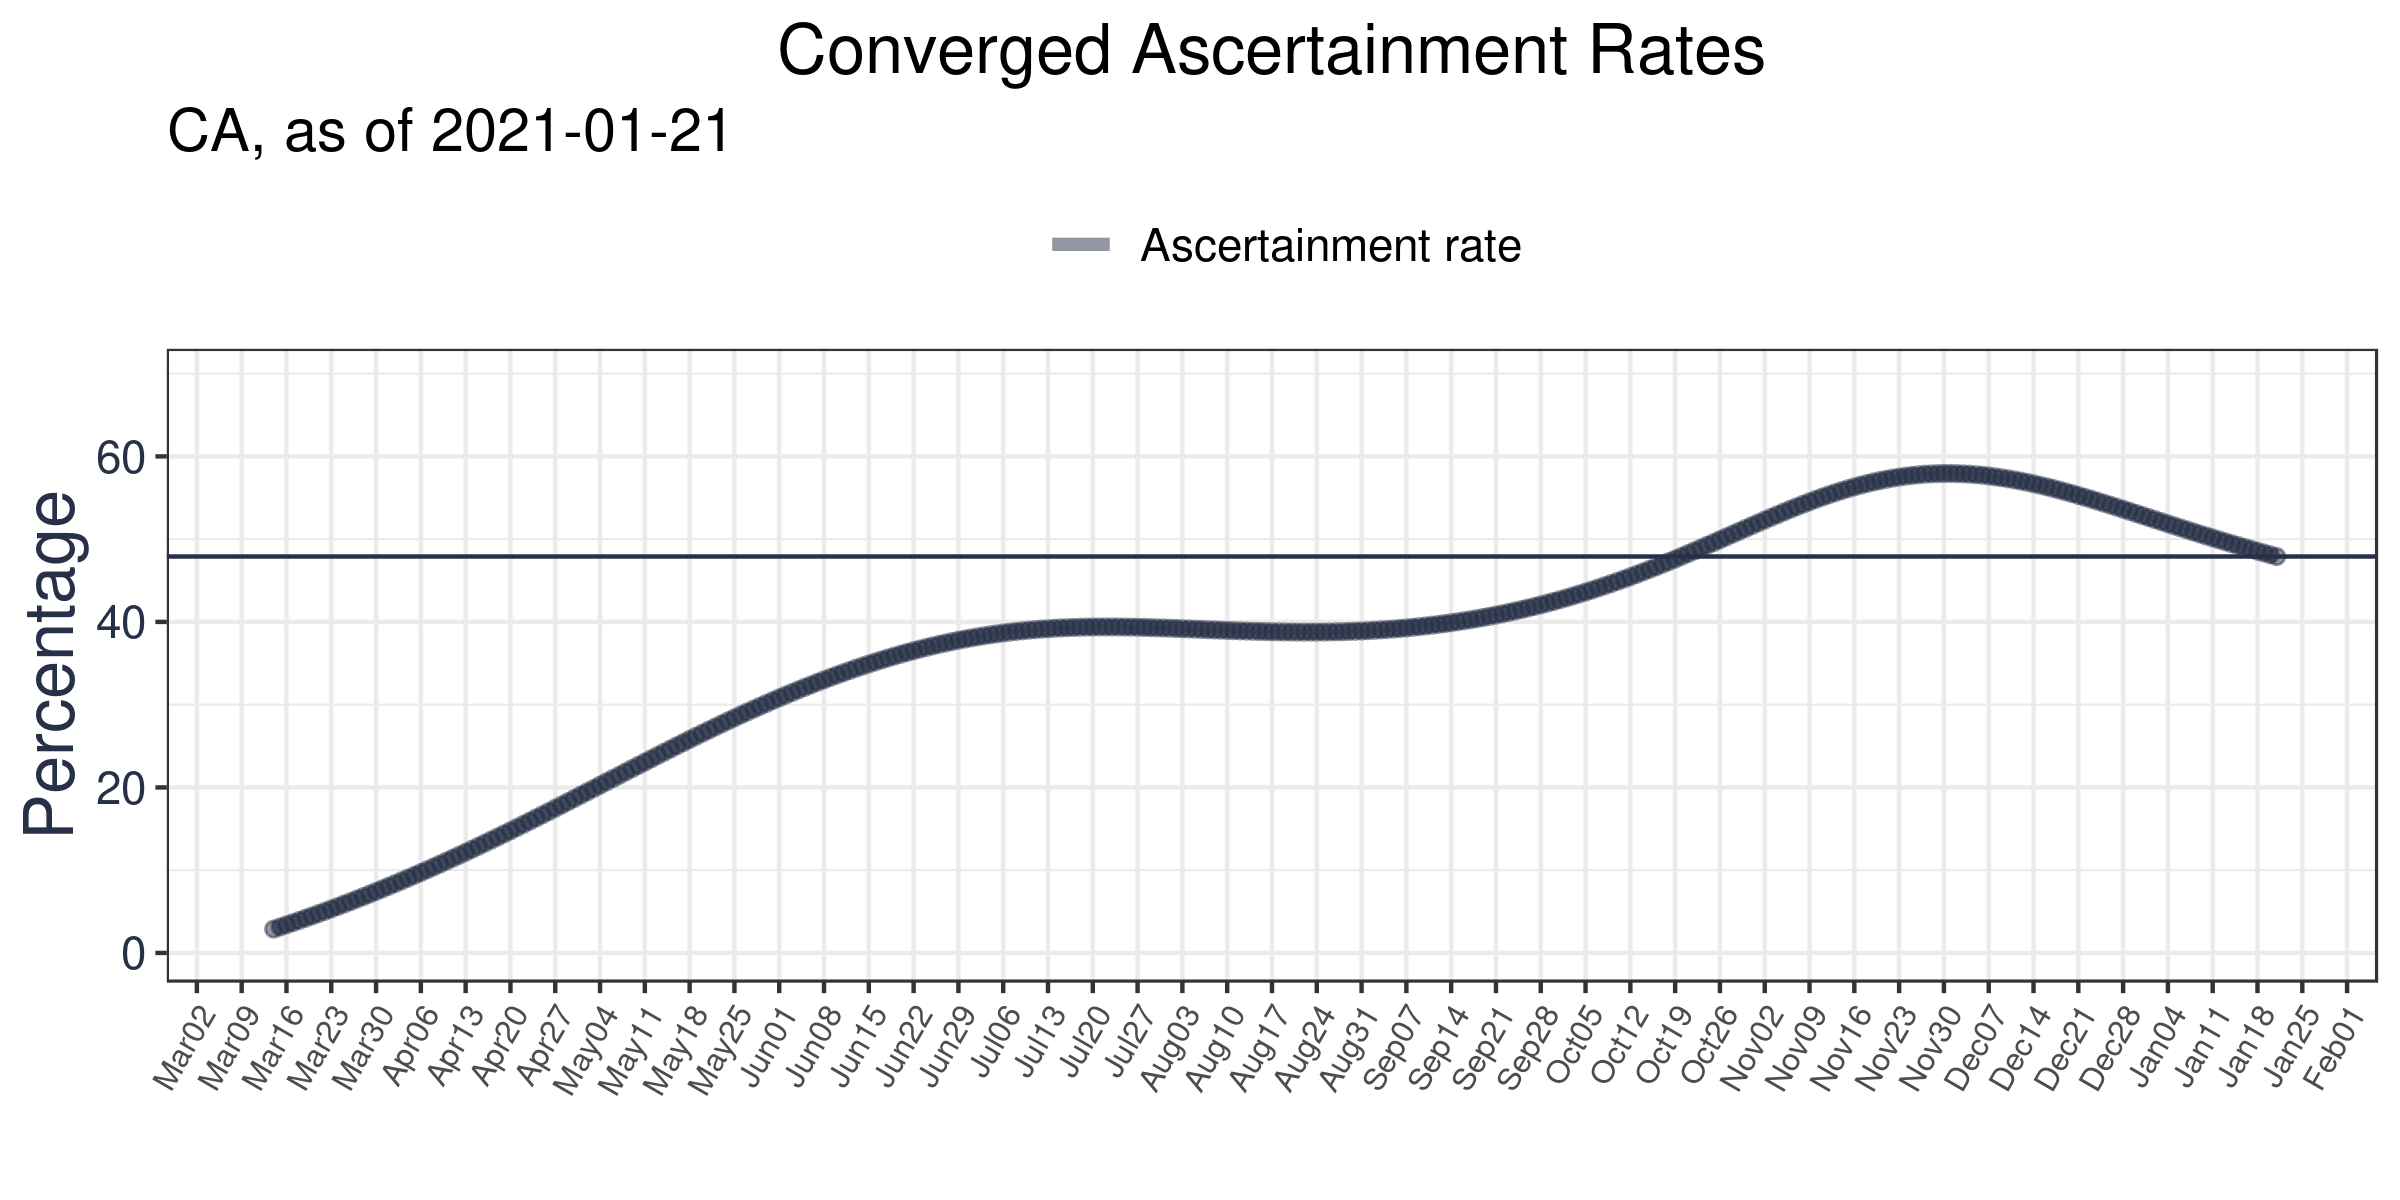 Converged Ascertainment Rates
CA, as of 2021-01-21
Ascertainment rate
Percentage
60
40
20
0
Mar02 Mar09 Mar16 Mar23 Mar30 Apr06 Apr13 Apr20 Apr27 May04 May11 May18 May25 Jun01 Jun08 Jun15 Jun22 Jun29 Jul06 Jul13 Jul20 Jul27 Aug03 Aug10 Aug17 Aug24 Aug31 Sep07 Sep14 Sep21 Sep28 Oct05 Oct12 Oct19 Oct26 Nov02 Nov09 Nov16 Nov23 Nov30 Dec07 Dec14 Dec21 Dec28 Jan04 Jan11 Jan18 Jan25 Feb01